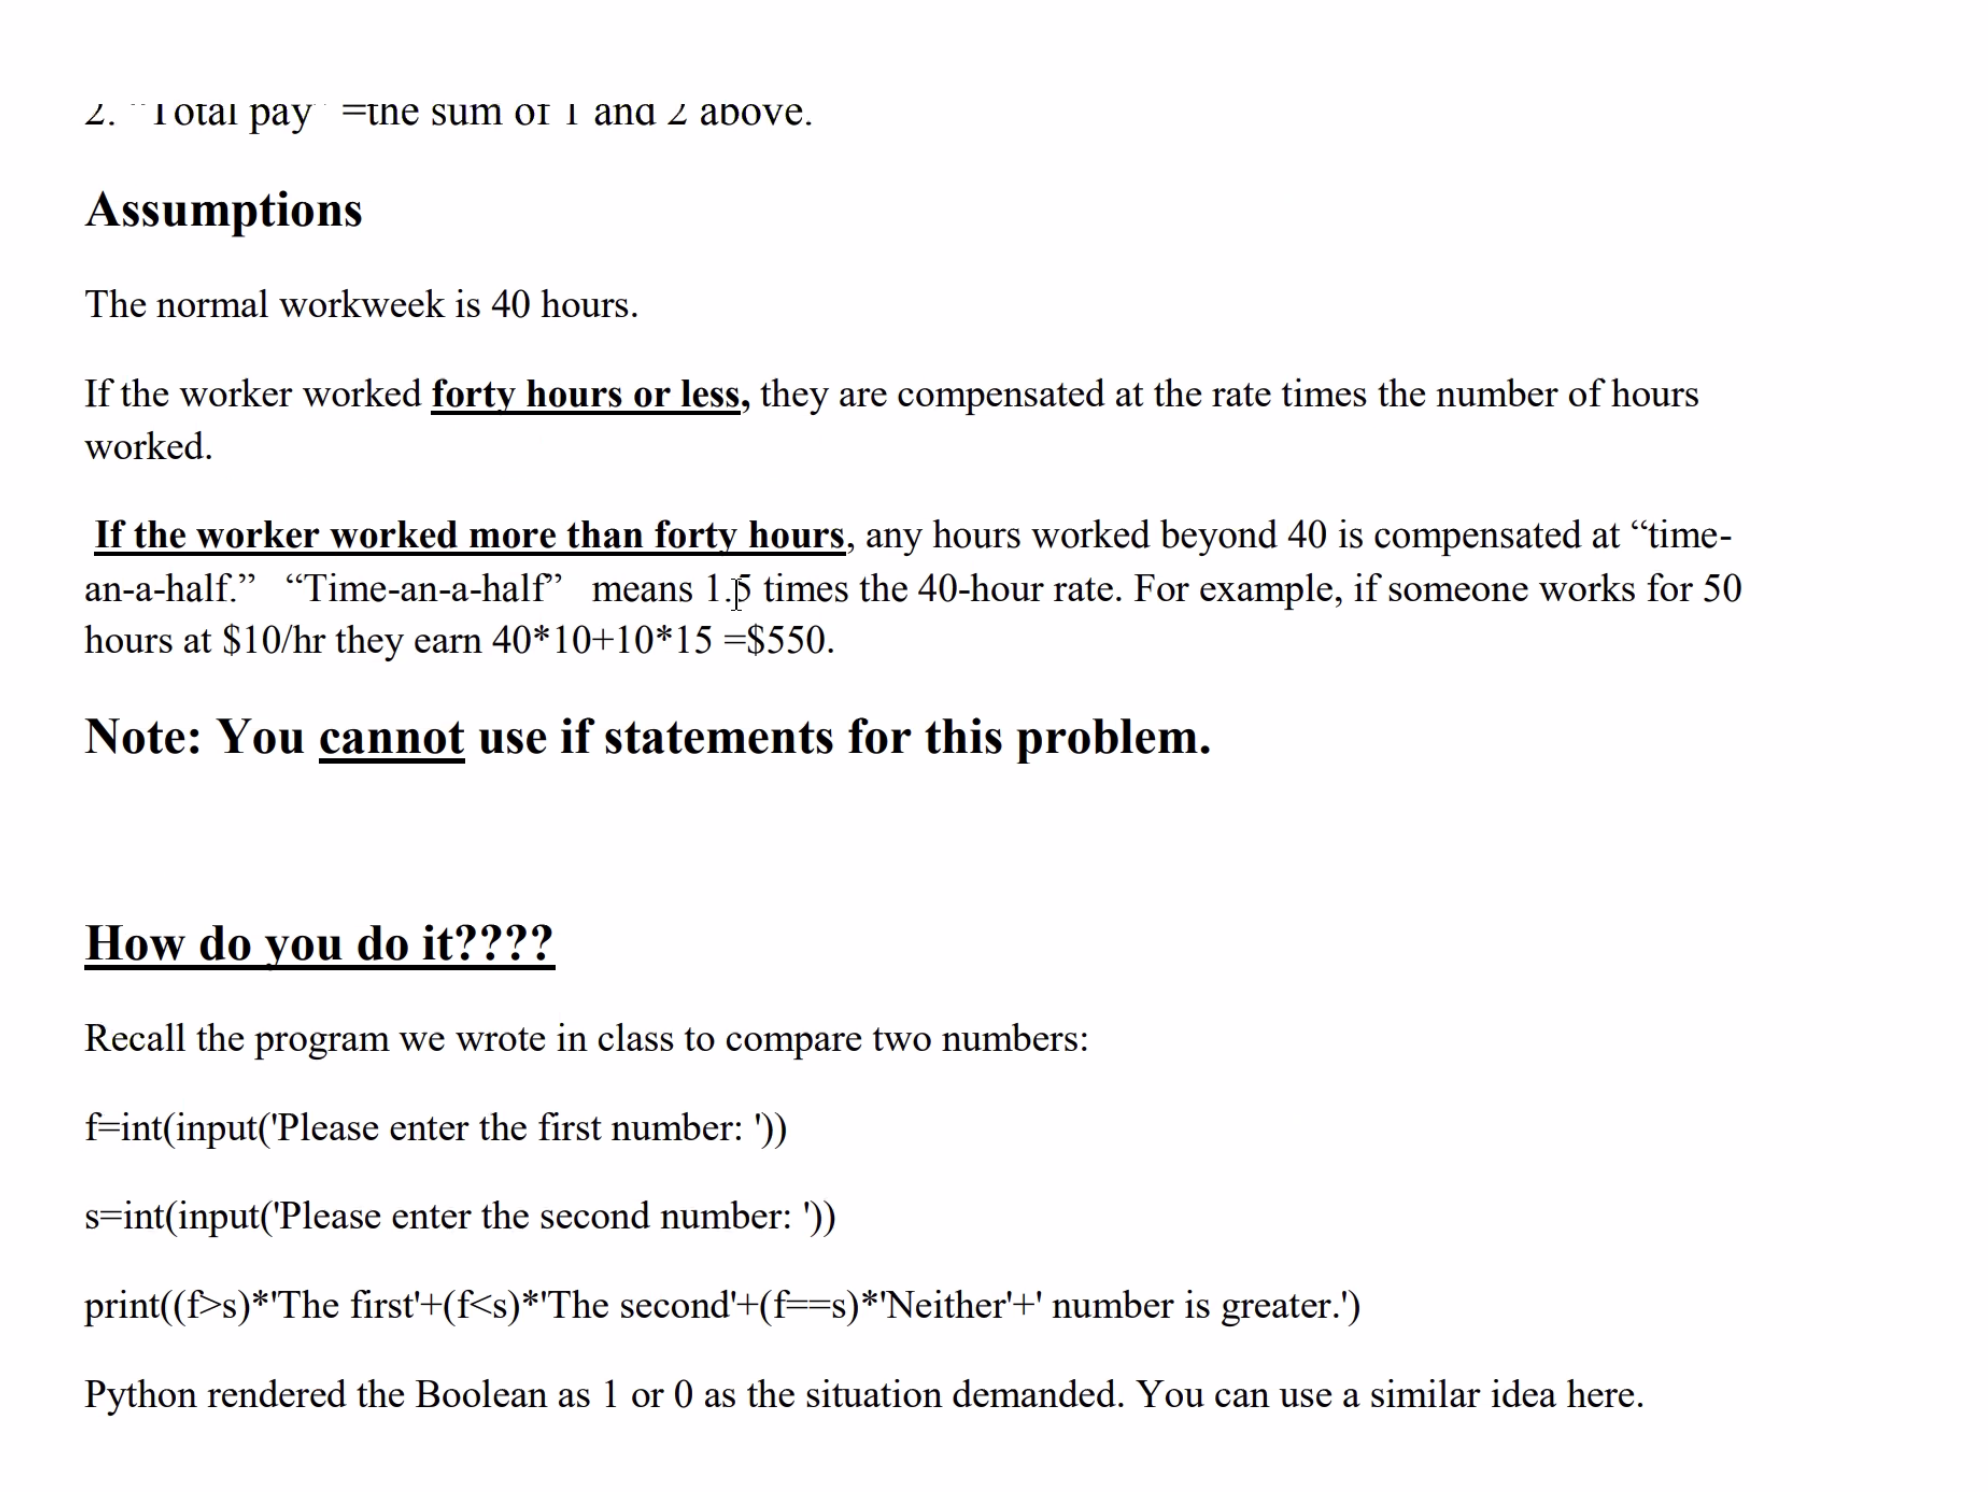 2. “Total pay” =the sum of 1 and 2 above.
Assumptions
The normal workweek is 40 hours.
If the worker worked forty hours or less, they are compensated at the rate times the number of hours
worked.
If the worker worked more than forty hours, any hours worked beyond 40 is compensated at “time-
an-a-half.” “Time-an-a-half” means 1.5 times the 40-hour rate. For example, if someone works for 50
hours at $10/hr they earn 40*10+10*15 =$550.
Note: You cannot use if statements for this problem.
How do you do it????
Recall the program we wrote in class to compare two numbers:
f=int(input('Please enter the first number: '))
s=int(input('Please enter the second number: '))
print((f>s)*'The first'+(f<s)*'The second'+(f==s)*'Neither'+' number is greater.')
Python rendered the Boolean as 1 or 0 as the situation demanded. You can use a similar idea here.